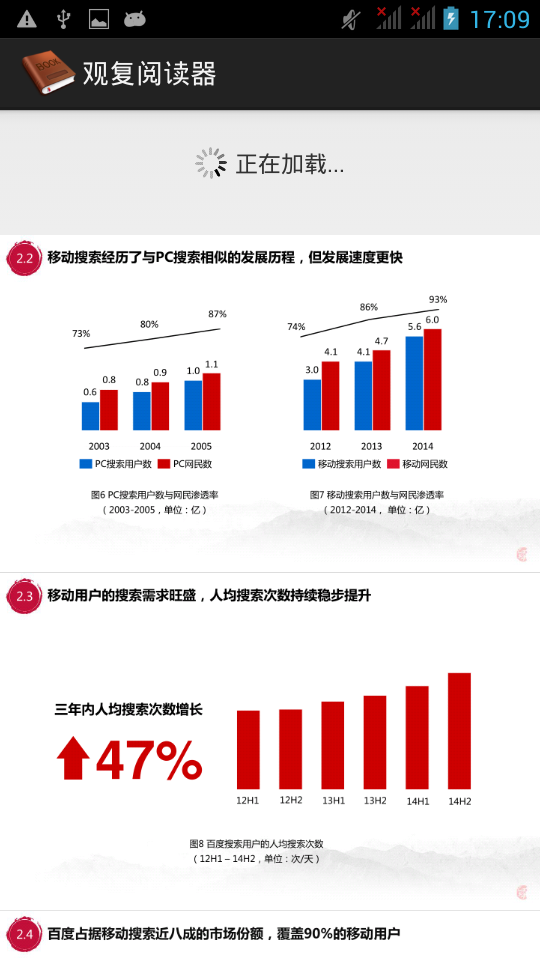 17:09
观复阅读器
正在加载...
2.2 移动搜索经历了与PC搜索相似的发展历程，但发展速度更快
73% 80% 87%
0.6 0.8 0.8 0.9 1.0 1.1
2003 2004 2005
PC搜索用户数 PC网民数
图6 PC搜索用户数与网民渗透率
（2003-2005，单位：亿）
74% 86% 93%
3.0 4.1 4.1 4.7 5.6 6.0
2012 2013 2014
移动搜索用户数 移动网民数
图7 移动搜索用户数与网民渗透率
（2012-2014， 单位：亿）
2.3 移动用户的搜索需求旺盛，人均搜索次数持续稳步提升
三年内人均搜索次数增长
47%
12H1 12H2 13H1 13H2 14H1 14H2
图8 百度搜索用户的人均搜索次数
（12H1 – 14H2，单位：次/天）
2.4 百度占据移动搜索近八成的市场份额，覆盖90%的移动用户